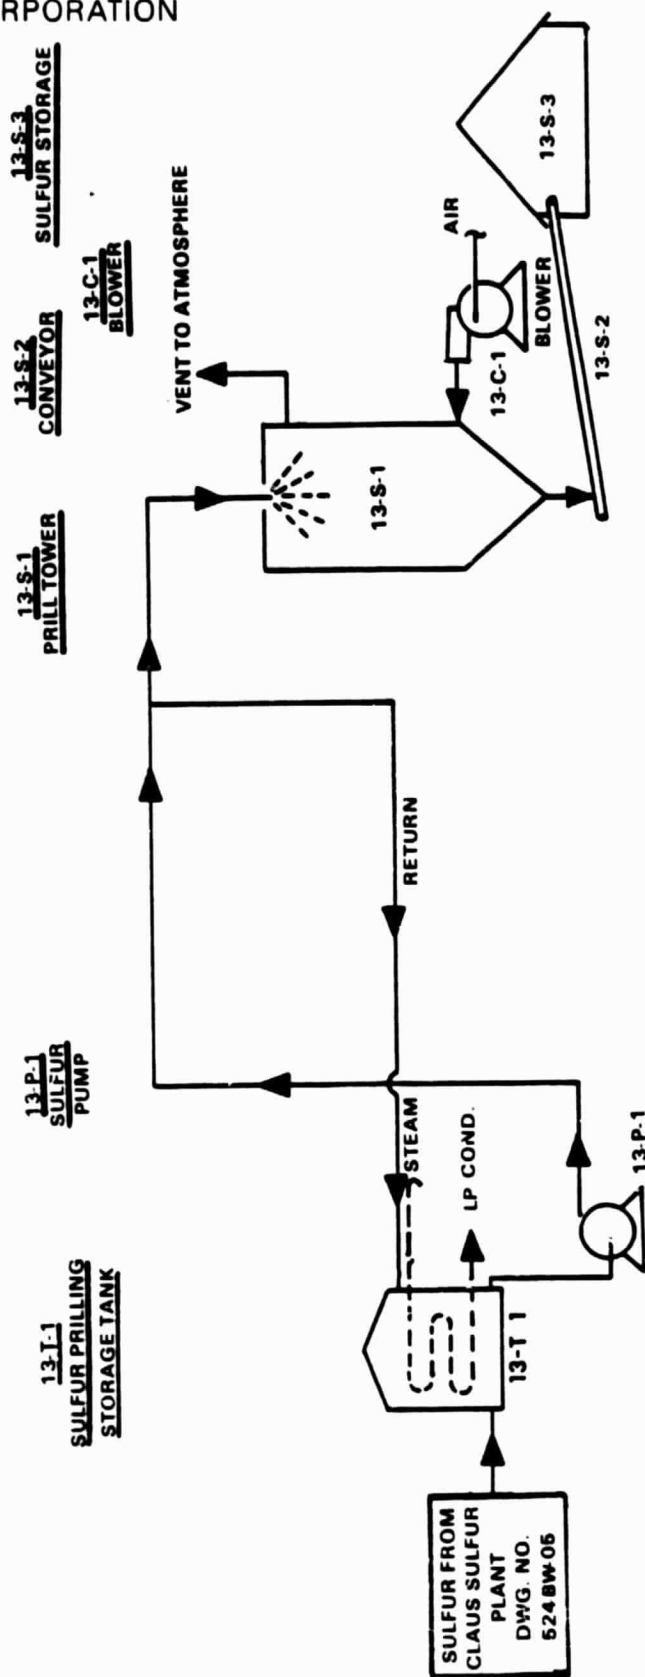 RPORATION
13-T-1
SULFUR PRILLING
STORAGE TANK
13-P-1
SULFUR
PUMP
13-S-1
PRILL TOWER
13-S-2
CONVEYOR
13-C-1
BLOWER
13-S-3
SULFUR STORAGE
VENT TO ATMOSPHERE
RETURN
STEAM
LP COND.
13-T 1
13-P-1
SULFUR FROM
CLAUS SULFUR
PLANT
DWG. NO.
524BW-05
13-S-1
13-C-1
AIR
BLOWER
13-S-2
13-S-3